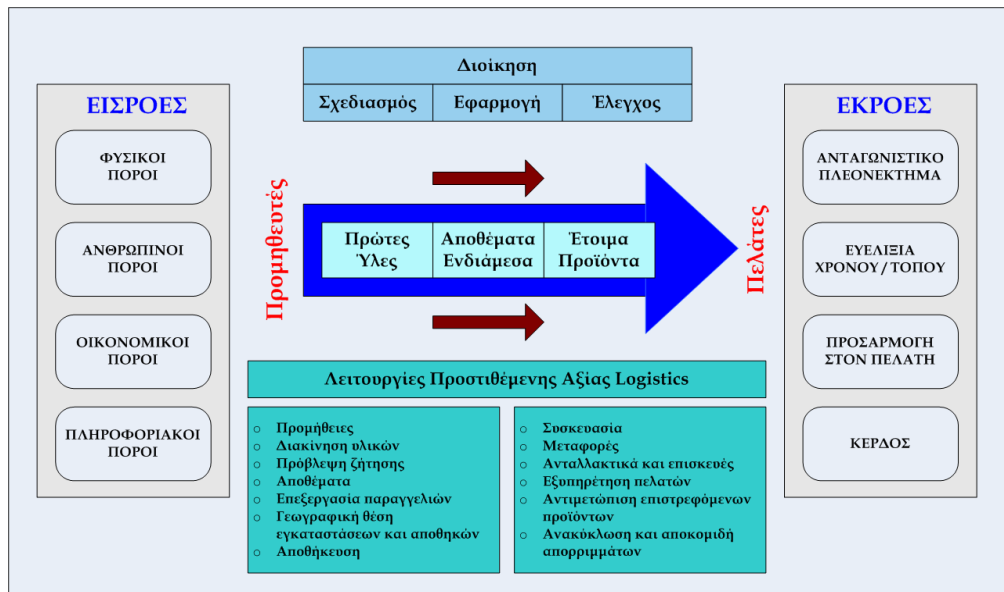 Διοίκηση
Σχεδιασμός Εφαρμογή Έλεγχος
ΕΙΣΡΟΕΣ
ΦΥΣΙΚΟΙ
ΠΟΡΟΙ
ΑΝΘΡΩΠΙΝΟΙ
ΠΟΡΟΙ
ΟΙΚΟΝΟΜΙΚΟΙ
ΠΟΡΟΙ
ΠΛΗΡΟΦΟΡΙΑΚΟΙ
ΠΟΡΟΙ
Προμηθευτές
Πρώτες
Ύλες
Αποθέματα
Ενδιάμεσα
Έτοιμα
Προϊόντα
Πελάτες
Λειτουργίες Προστιθέμενης Αξίας Logistics
o Προμήθειες
o Διακίνηση υλικών
o Πρόβλεψη ζήτησης
o Αποθέματα
o Επεξεργασία παραγγελιών
o Γεωγραφική θέση
εγκαταστάσεων και αποθηκών
o Αποθήκευση
o Συσκευασία
o Μεταφορές
o Ανταλλακτικά και επισκευές
o Εξυπηρέτηση πελατών
o Αντιμετώπιση επιστρεφόμενων
προϊόντων
o Ανακύκλωση και αποκομιδή
απορριμμάτων
ΕΚΡΟΕΣ
ΑΝΤΑΓΩΝΙΣΤΙΚΟ
ΠΛΕΟΝΕΚΤΗΜΑ
ΕΥΕΛΙΞΙΑ
ΧΡΟΝΟΥ / ΤΟΠΟΥ
ΠΡΟΣΑΡΜΟΓΗ
ΣΤΟΝ ΠΕΛΑΤΗ
ΚΕΡΔΟΣ